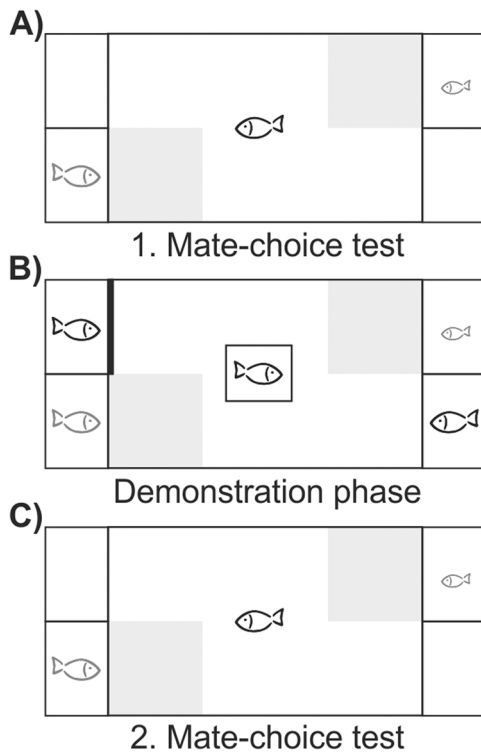 A)
1. Mate-choice test
B)
Demonstration phase
C)
2. Mate-choice test